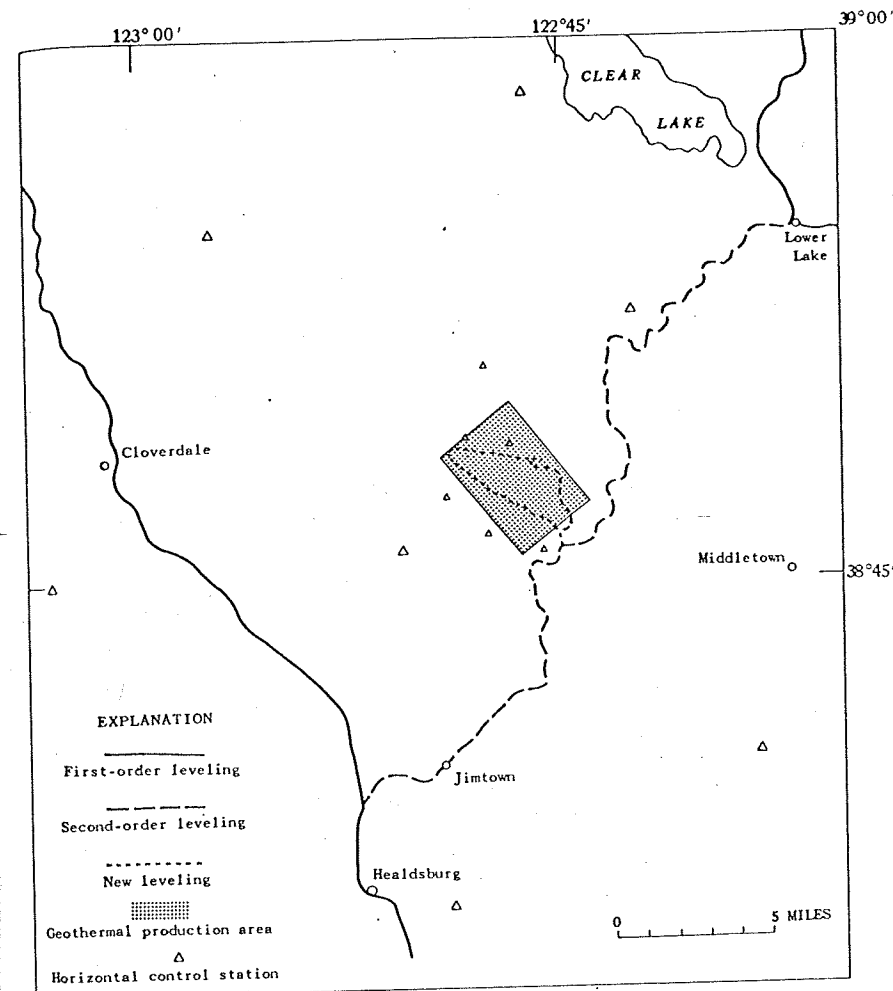 123° 00'
122°45'
39°00'
CLEAR
LAKE
Lower
Lake
Cloverdale
Middletown
38°45'
EXPLANATION
First-order leveling
Jimtown
Second-order leveling
New leveling
Healdsburg
Geothermal production area
0 5 MILES
Horizontal control station